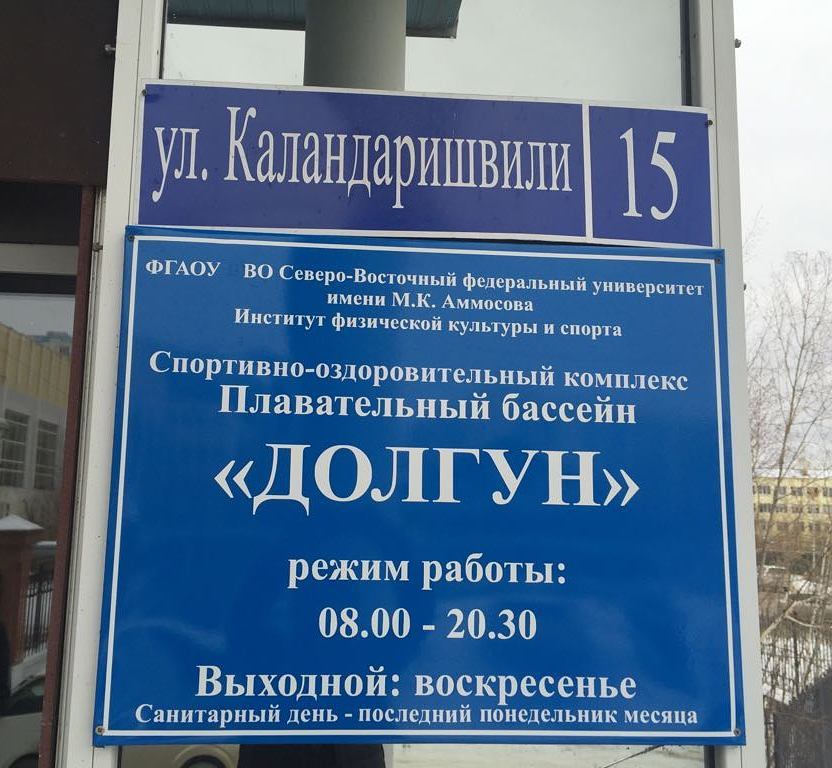 ул. Каландаришвили 15
ФГАОУ ВО Северо-Восточный федеральный университет
имени М.К. Аммосова
Институт физической культуры и спорта
Спортивно-оздоровительный комплекс
Плавательный бассейн
«ДОЛГУН»
режим работы:
08.00 - 20.30
Выходной: воскресенье
Санитарный день - последний понедельник месяца